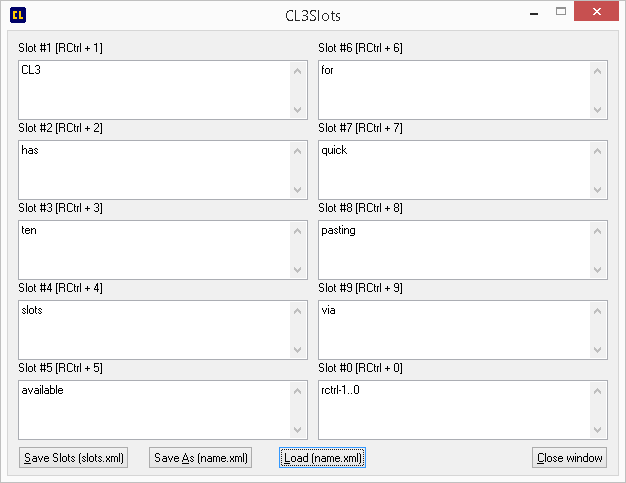 CL
CL3Slots
Slot #1 [RCtrl + 1]
CL3
Slot #2 [RCtrl + 2]
has
Slot #3 [RCtrl + 3]
ten
Slot #4 [RCtrl + 4]
slots
Slot #5 [RCtrl + 5]
available
Slot #6 [RCtrl + 6]
for
Slot #7 [RCtrl + 7]
quick
Slot #8 [RCtrl + 8]
pasting
Slot #9 [RCtrl + 9]
via
Slot #0 [RCtrl + 0]
rctrl-1..0
Save Slots (slots.xml)
Save As (name.xml)
Load (name.xml)
Close window